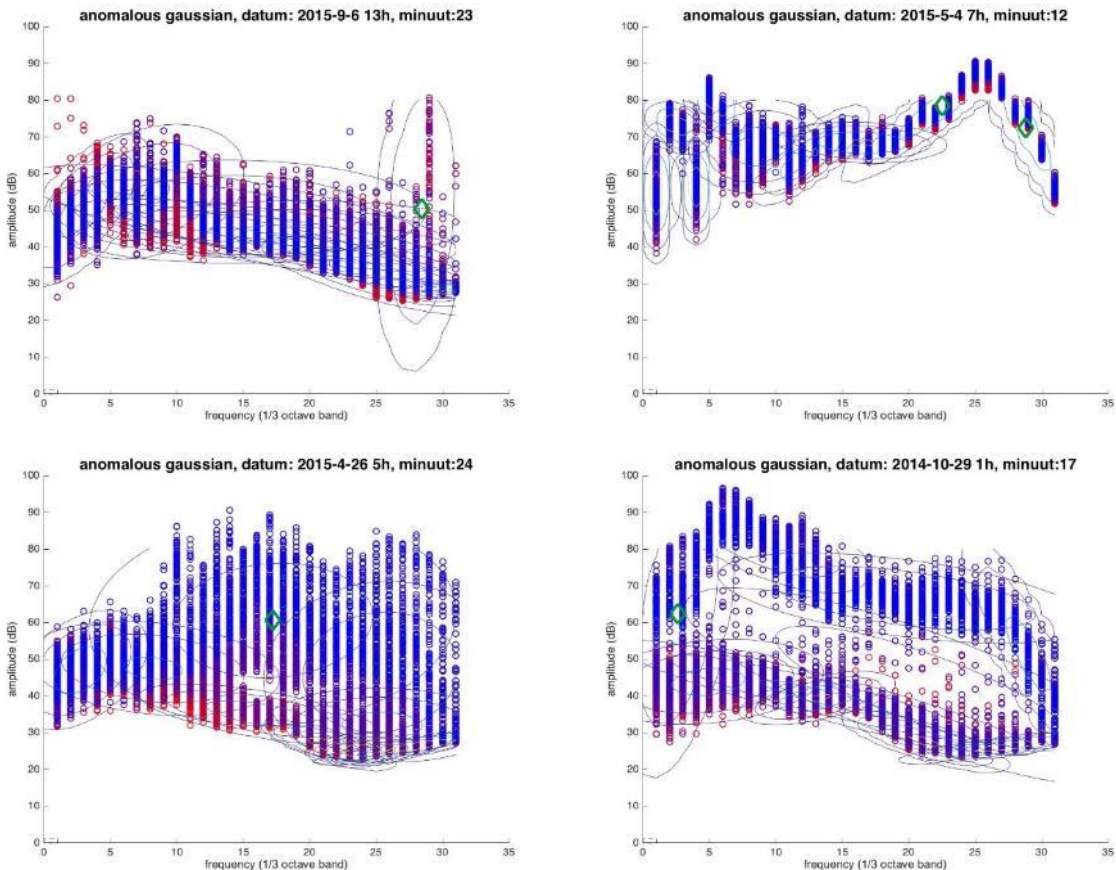 anomalous gaussian, datum: 2015-9-6 13h, minuut:23
100
90
80
70
60
50
40
30
20
10
0
amplitude (dB)
0 5 10 15 20 25 30 35
frequency (1/3 octave band)
anomalous gaussian, datum: 2015-5-4 7h, minuut:12
100
90
80
70
60
50
40
30
20
10
0
amplitude (dB)
0 5 10 15 20 25 30 35
frequency (1/3 octave band)
anomalous gaussian, datum: 2015-4-26 5h, minuut:24
100
90
80
70
60
50
40
30
20
10
0
amplitude (dB)
0 5 10 15 20 25 30 35
frequency (1/3 octave band)
anomalous gaussian, datum: 2014-10-29 1h, minuut:17
100
90
80
70
60
50
40
30
20
10
0
amplitude (dB)
0 5 10 15 20 25 30 35
frequency (1/3 octave band)